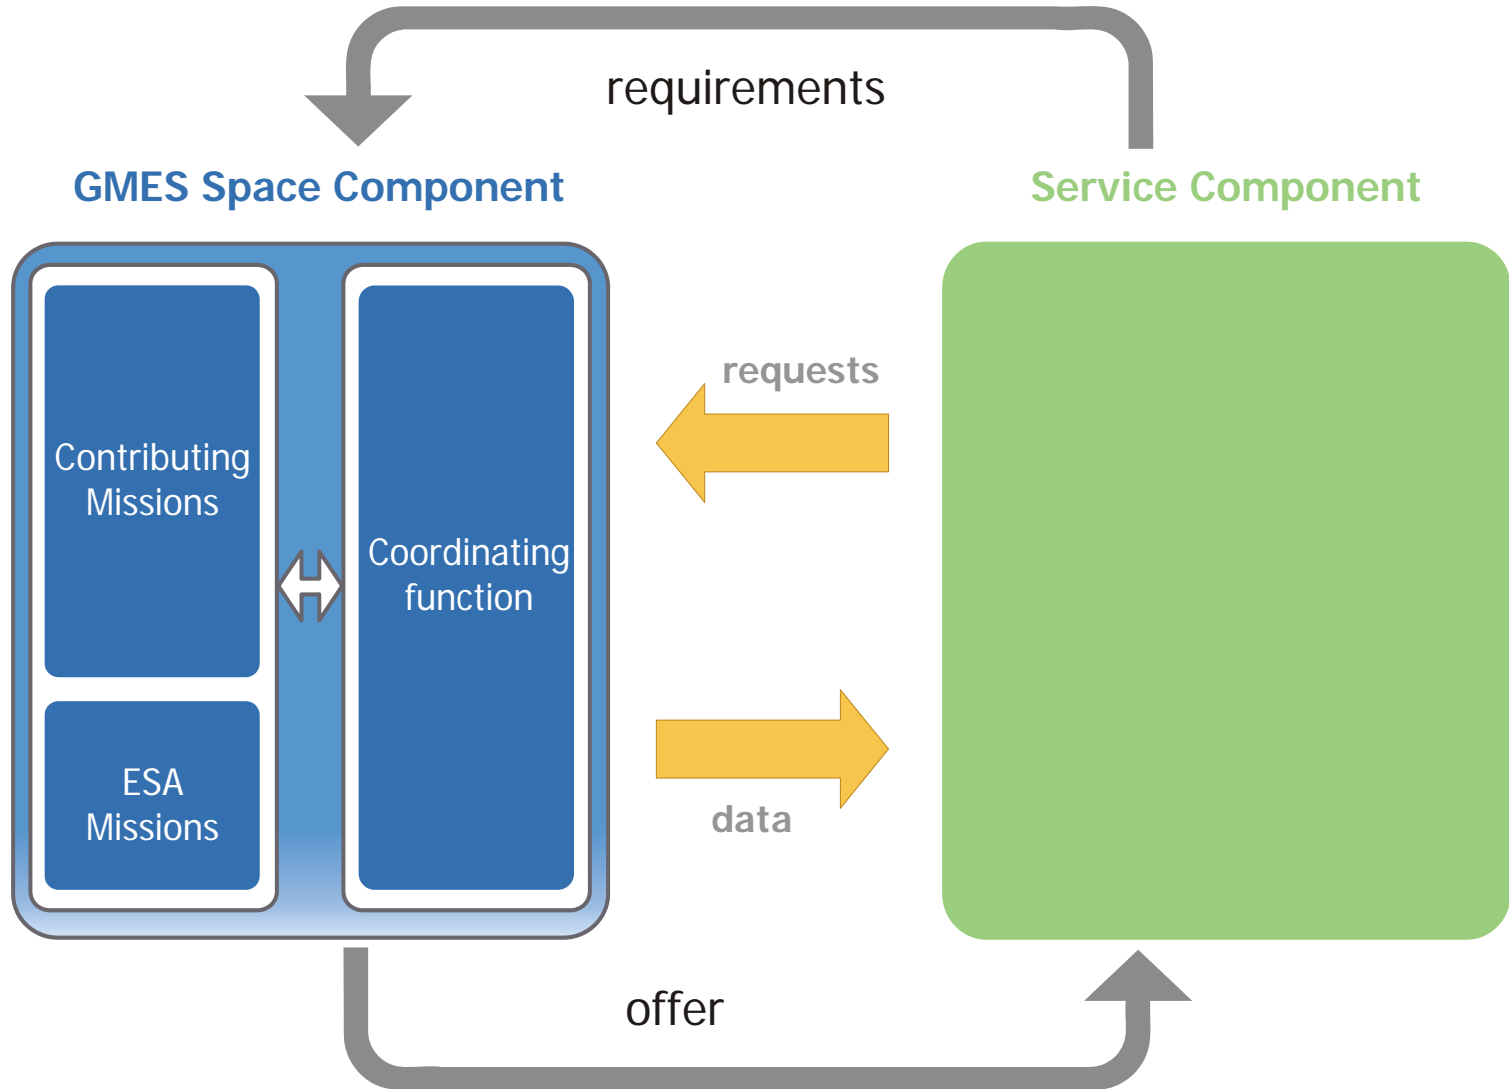 requirements
GMES Space Component
Service Component
requests
Contributing
Missions
Coordinating
function
ESA
Missions
data
offer